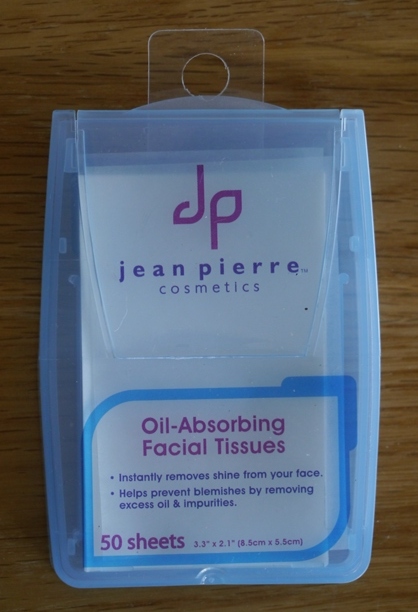 jp
jean pierre™
cosmetics
Oil-Absorbing
Facial Tissues
• Instantly removes shine from your face.
• Helps prevent blemishes by removing
excess oil & impurities.
50 sheets 3.3" x 2.1" (8.5cm x 5.5cm)